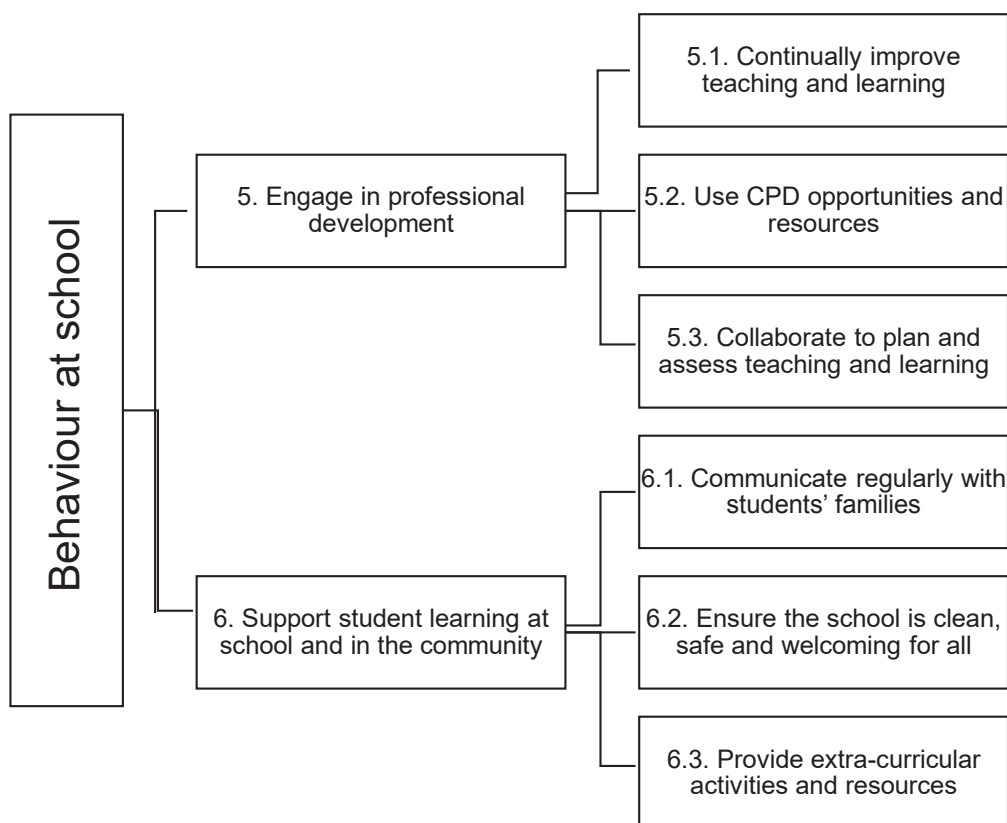 Behaviour at school
5. Engage in professional
development
5.1. Continually improve
teaching and learning
5.2. Use CPD opportunities and
resources
5.3. Collaborate to plan and
assess teaching and learning
6. Support student learning at
school and in the community
6.1. Communicate regularly with
students’ families
6.2. Ensure the school is clean,
safe and welcoming for all
6.3. Provide extra-curricular
activities and resources